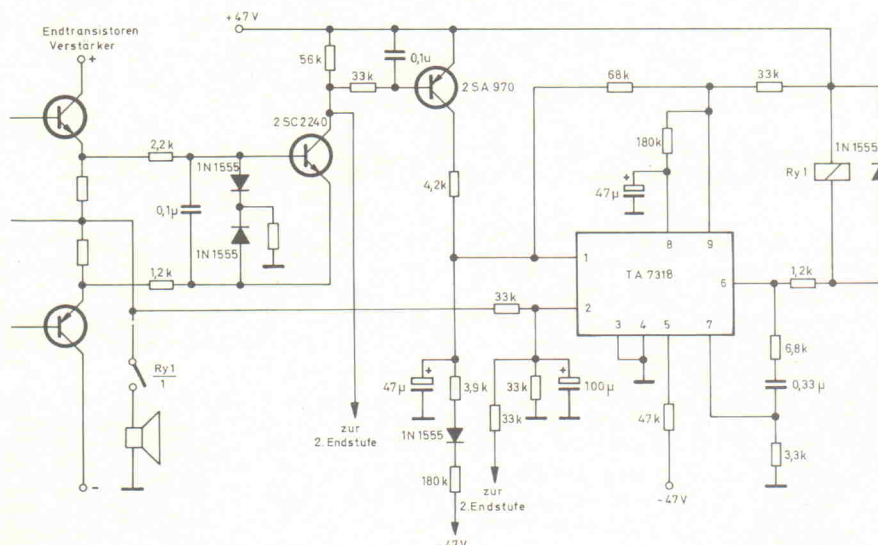 +47V
Endtransistoren
Verstärker
+
56k
0,1u
33k
2SA970
68k
33k
2SC2240
2,2k
1N1555
180k
1N1555
Ry1
47µ
+
4,2k
0,1µ
1N1555
8
9
1
TA7318
6
1,2k
1,2k
33k
2
3
4
5
7
6,8k
Ry1
1
47µ
+
3,9k
33k
+
100µ
0,33µ
33k
47k
1N1555
zur
2.Endstufe
3,3k
180k
zur
2.Endstufe
-47V
-
-47V